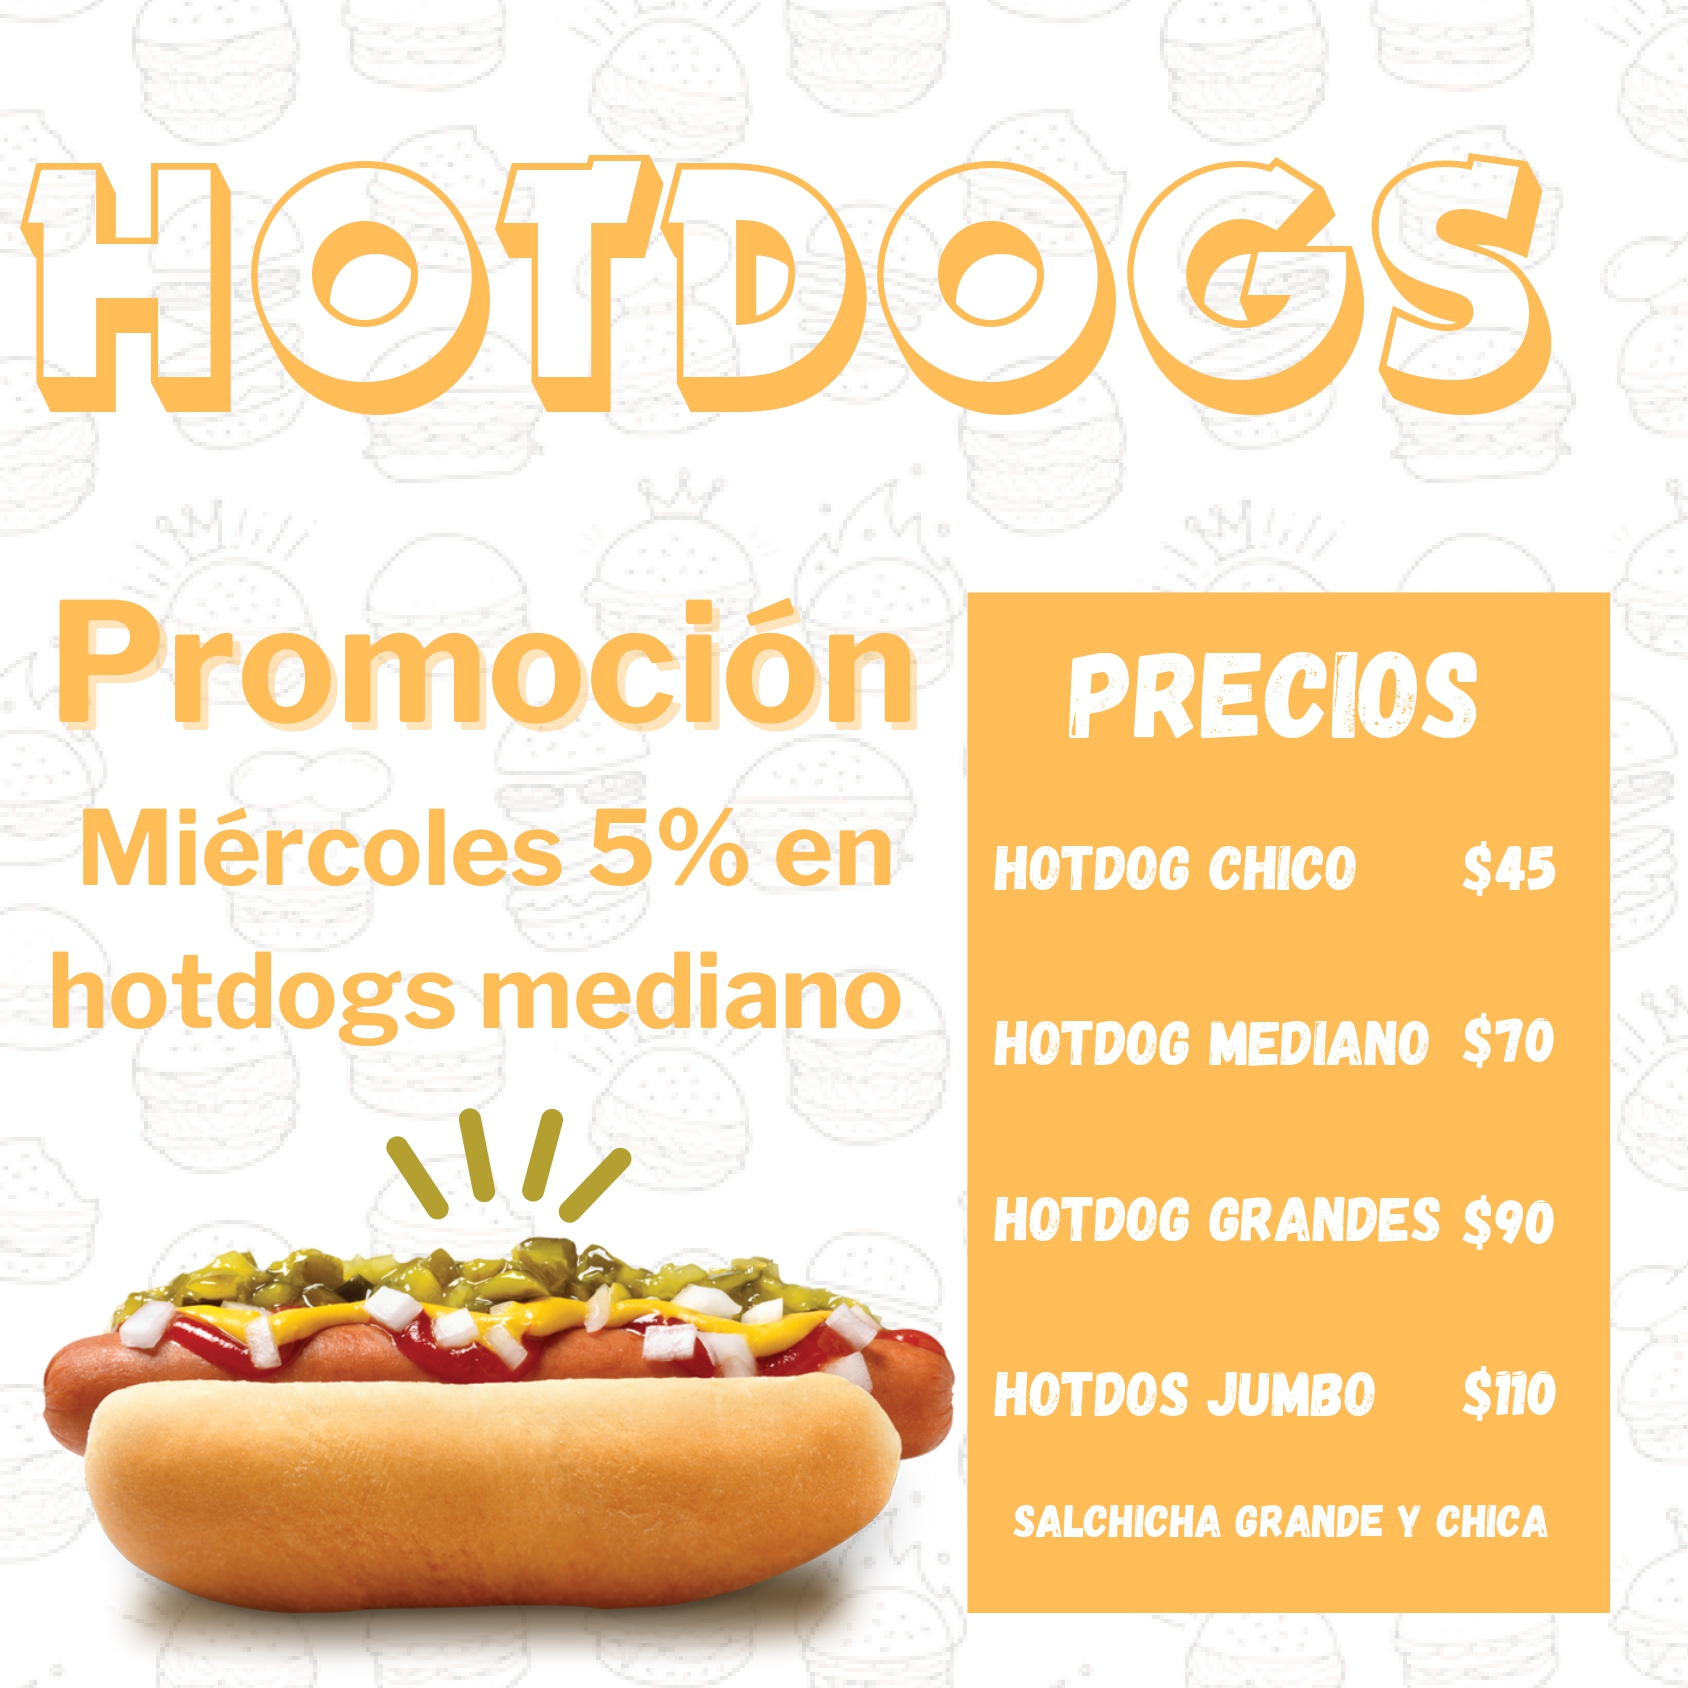 HOTDOGS
Promoción
Miércoles 5% en
hotdogs mediano
PRECIOS
HOTDOG CHICO $45
HOTDOG MEDIANO $70
HOTDOG GRANDES $90
HOTDOS JUMBO $110
SALCHICHA GRANDE Y CHICA